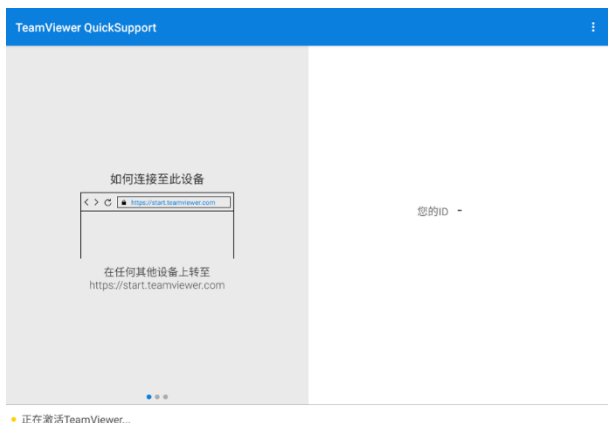 TeamViewer QuickSupport
如何连接至此设备
https://start.teamviewer.com
在任何其他设备上转至
https://start.teamviewer.com
您的ID -
正在激活TeamViewer...